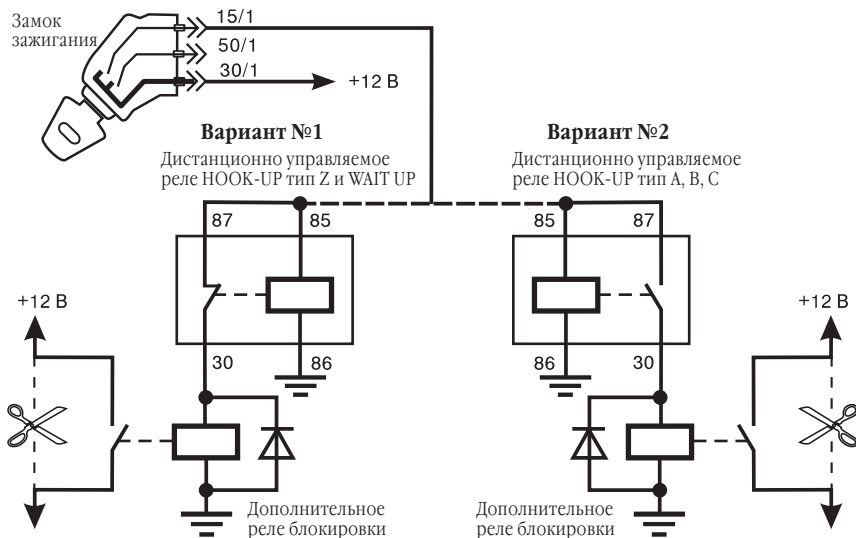 Замок
зажигания
15/1
50/1
30/1
+12 В
Вариант №1
Дистанционно управляемое
реле HOOK-UP тип Z и WAIT UP
Вариант №2
Дистанционно управляемое
реле HOOK-UP тип A, B, C
87
85
85
87
+12 В
+12 В
30
86
86
30
Дополнительное
реле блокировки
Дополнительное
реле блокировки